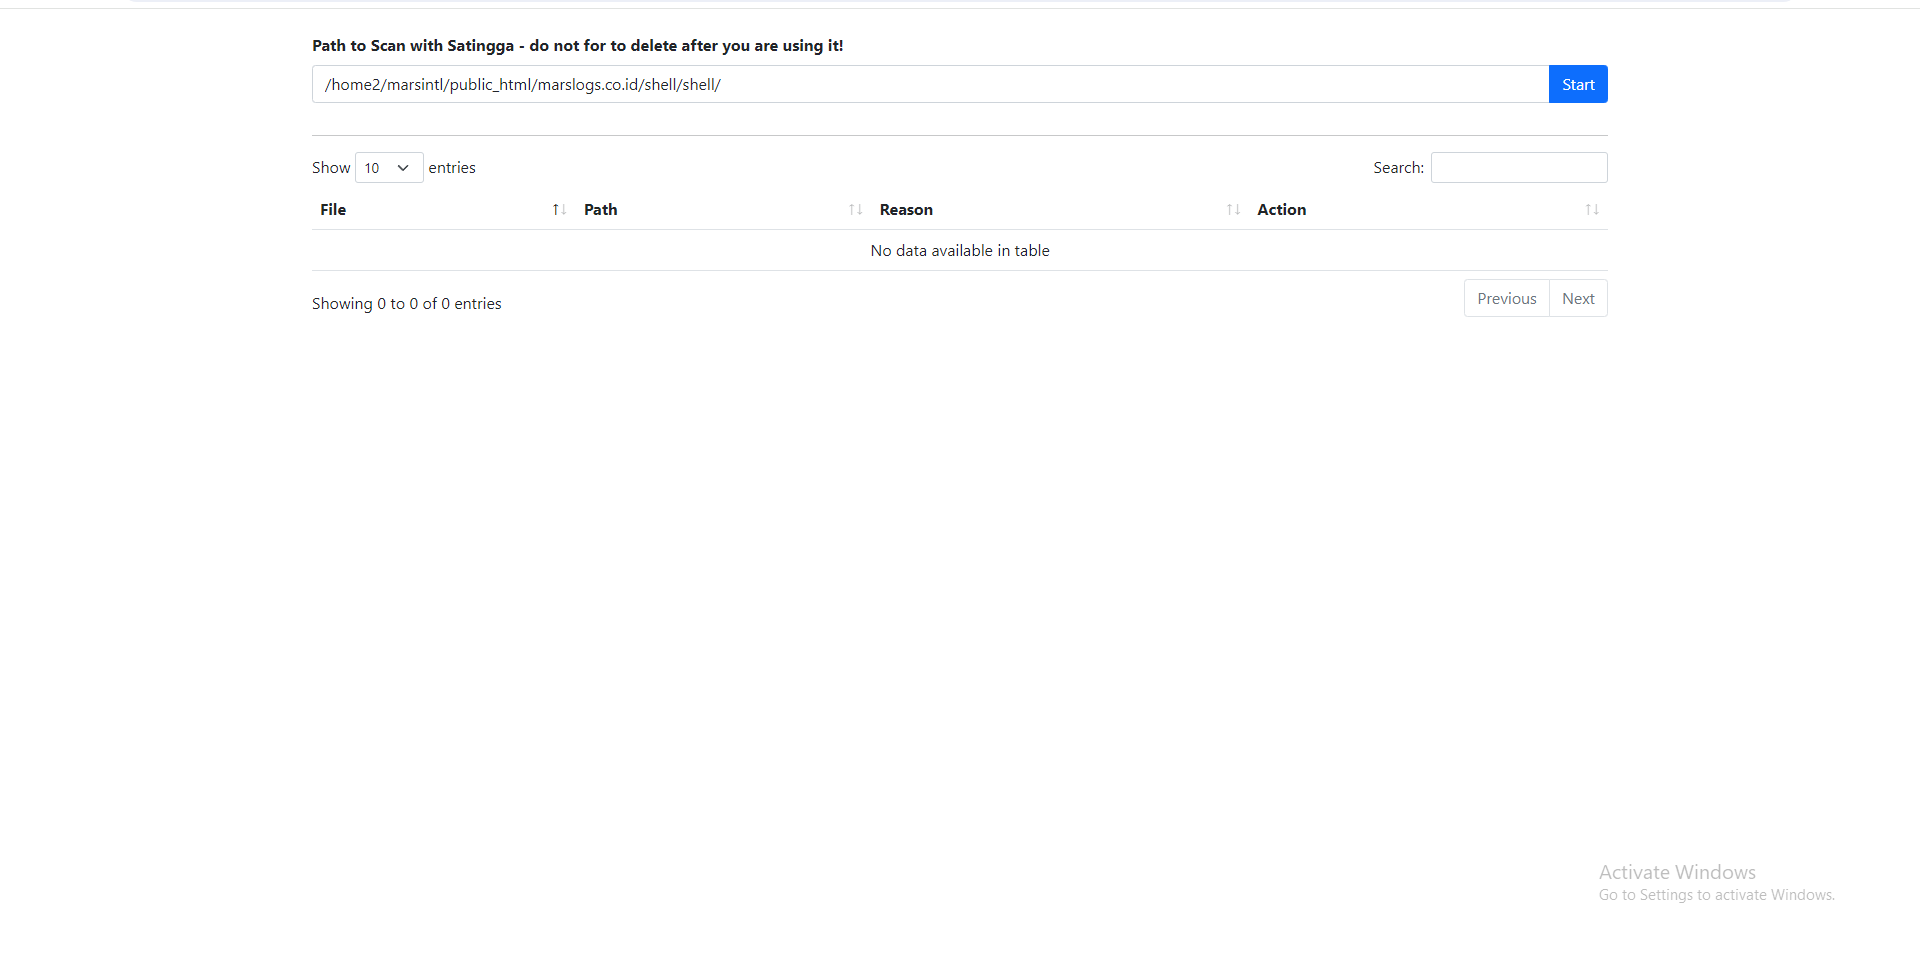 Path to Scan with Satingga - do not for to delete after you are using it!
/home2/marsintl/public_html/marslogs.co.id/shell/shell/ Start
Show 10 entries Search:
File Path Reason Action
No data available in table
Showing 0 to 0 of 0 entries Previous Next
Activate Windows
Go to Settings to activate Windows.